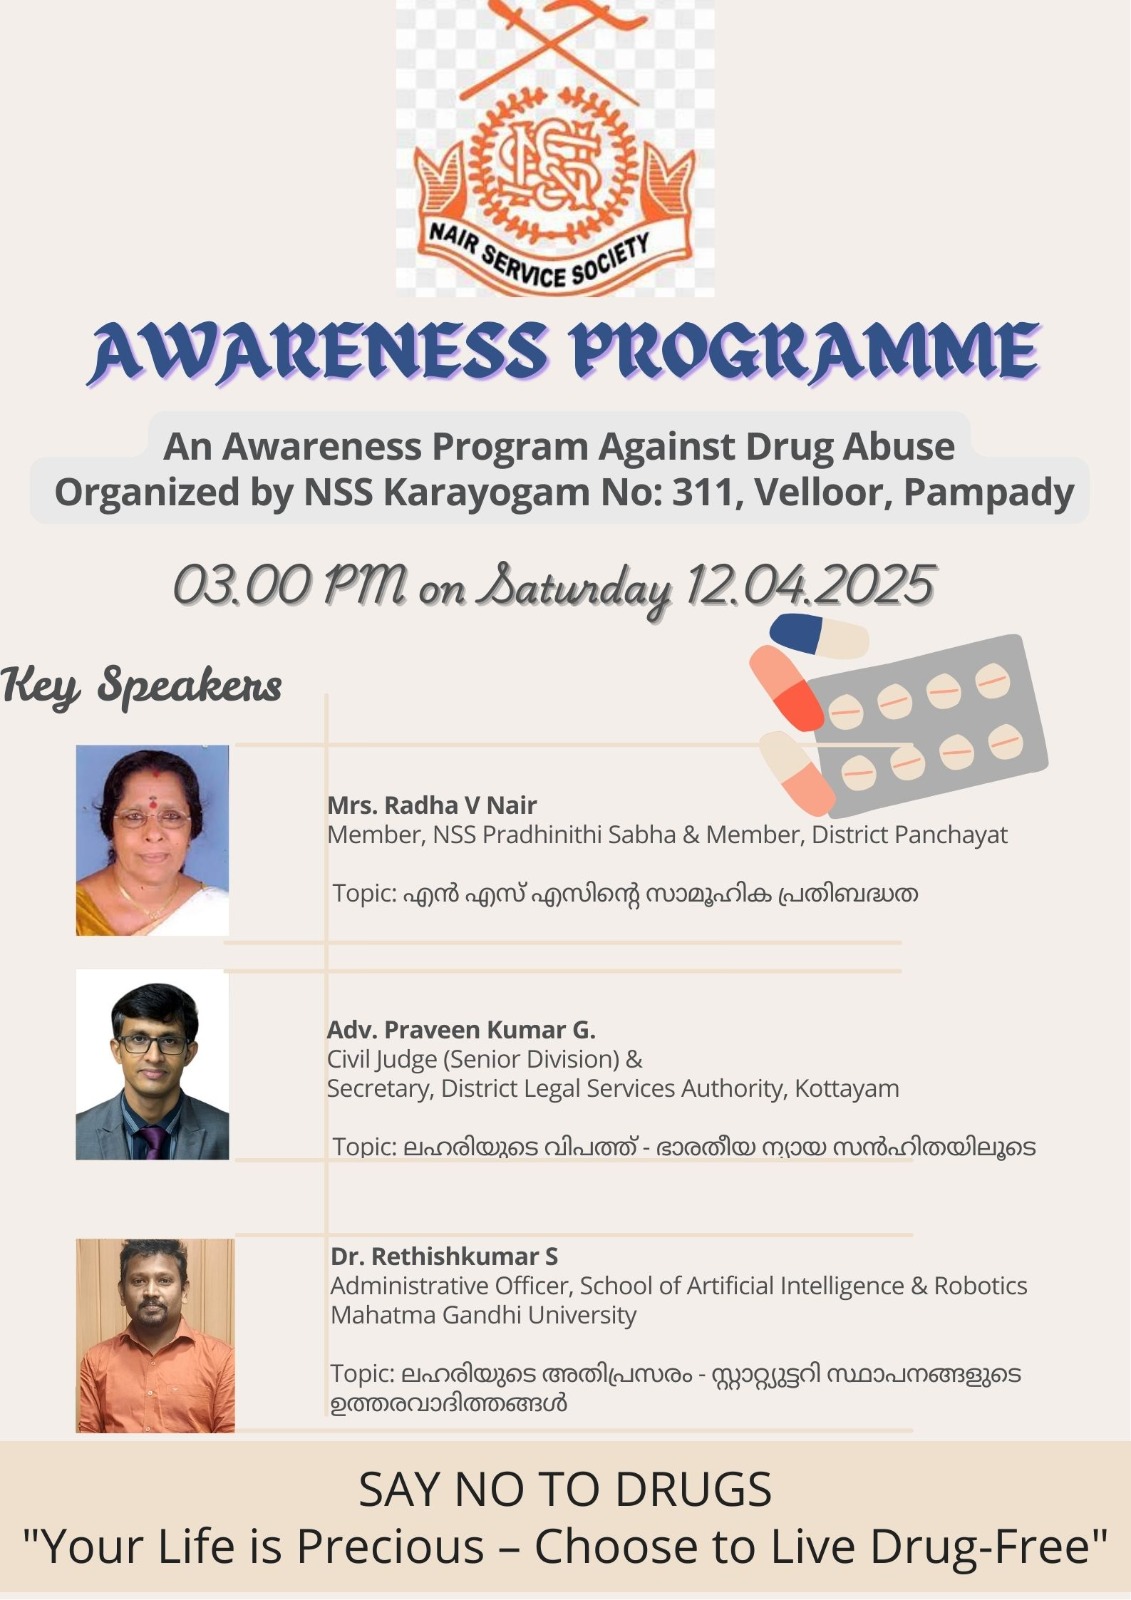 NAIR SERVICE SOCIETY
AWARENESS PROGRAMME
An Awareness Program Against Drug Abuse
Organized by NSS Karayogam No: 311, Velloor, Pampady
03.00 PM on Saturday 12.04.2025
Key Speakers
Mrs. Radha V Nair
Member, NSS Pradhinithi Sabha & Member, District Panchayat
Topic: എൻ എസ് എസിന്റെ സാമൂഹിക പ്രതിബദ്ധത
Adv. Praveen Kumar G.
Civil Judge (Senior Division) &
Secretary, District Legal Services Authority, Kottayam
Topic: ലഹരിയുടെ വിപത്ത് - ഭാരതീയ ന്യായ സൻഹിതയിലൂടെ
Dr. Rethishkumar S
Administrative Officer, School of Artificial Intelligence & Robotics
Mahatma Gandhi University
Topic: ലഹരിയുടെ അതിപ്രസരം - സ്റ്റാറ്റ്യുട്ടറി സ്ഥാപനങ്ങളുടെ
ഉത്തരവാദിത്തങ്ങൾ
SAY NO TO DRUGS
"Your Life is Precious – Choose to Live Drug-Free"